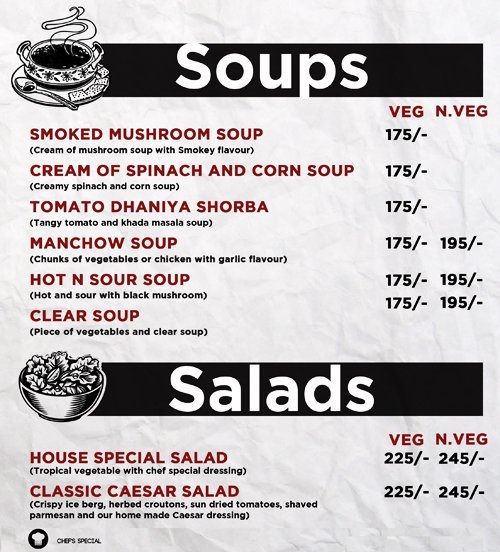 Soups
VEG N.VEG
SMOKED MUSHROOM SOUP 175/-
(Cream of mushroom soup with Smokey flavour)
CREAM OF SPINACH AND CORN SOUP 175/-
(Creamy spinach and corn soup)
TOMATO DHANIYA SHORBA 175/-
(Tangy tomato and khada masala soup)
MANCHOW SOUP 175/- 195/-
(Chunks of vegetables or chicken with garlic flavour)
HOT N SOUR SOUP 175/- 195/-
(Hot and sour with black mushroom)
175/- 195/-
CLEAR SOUP
(Piece of vegetables and clear soup)
Salads
VEG N.VEG
HOUSE SPECIAL SALAD 225/- 245/-
(Tropical vegetable with chef special dressing)
CLASSIC CAESAR SALAD 225/- 245/-
(Crispy ice berg, herbed croutons, sun dried tomatoes, shaved
parmesan and our home made Caesar dressing)
CHEF'S SPECIAL